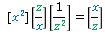 [x²][z/x][1/z²] = [x/z]